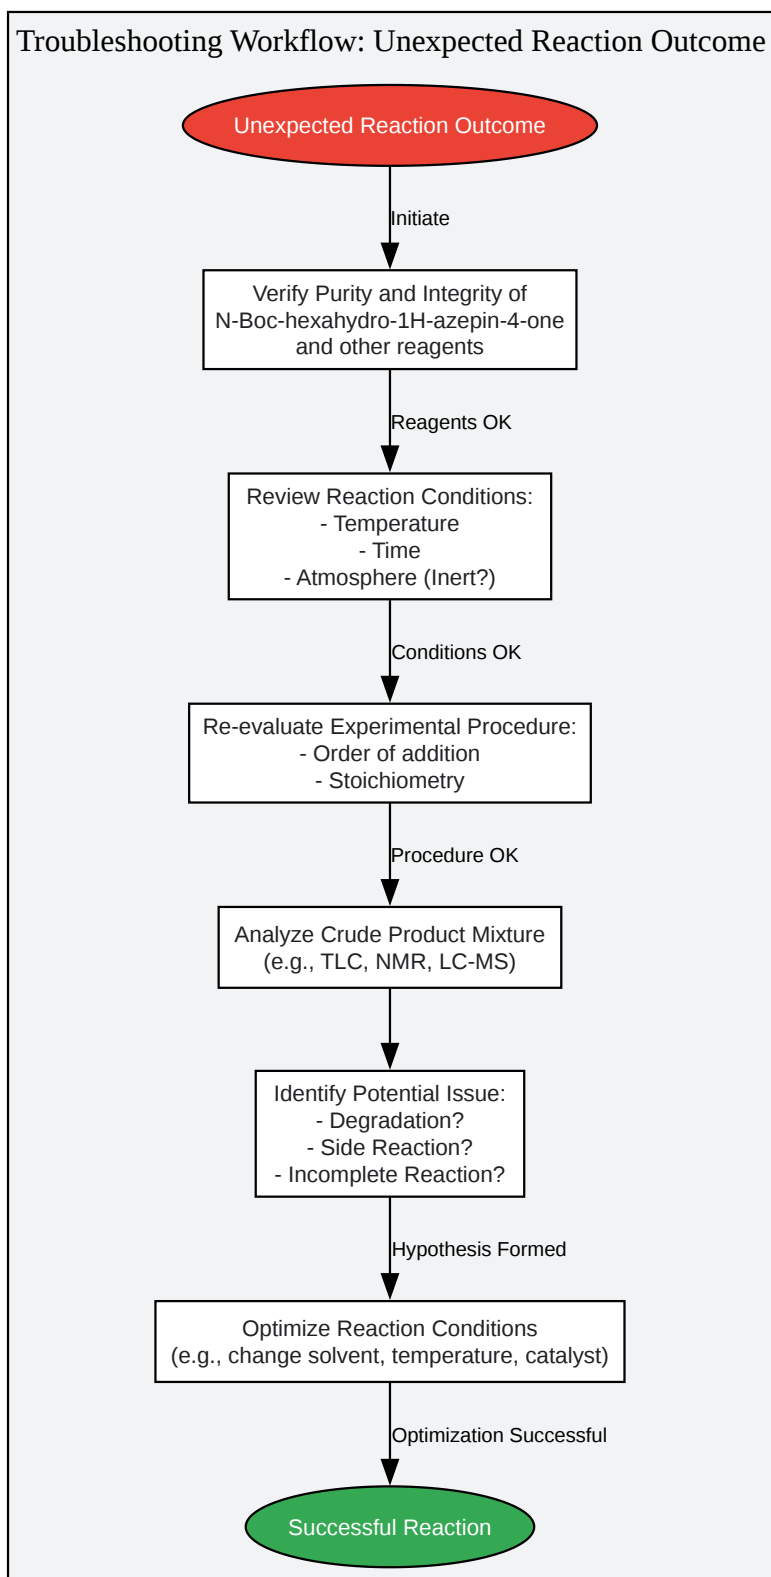 Troubleshooting Workflow: Unexpected Reaction Outcome
Unexpected Reaction Outcome
Initiate
Verify Purity and Integrity of
N-Boc-hexahydro-1H-azepin-4-one
and other reagents
Reagents OK
Review Reaction Conditions:
- Temperature
- Time
- Atmosphere (Inert?)
Conditions OK
Re-evaluate Experimental Procedure:
- Order of addition
- Stoichiometry
Procedure OK
Analyze Crude Product Mixture
(e.g., TLC, NMR, LC-MS)
Identify Potential Issue:
- Degradation?
- Side Reaction?
- Incomplete Reaction?
Hypothesis Formed
Optimize Reaction Conditions
(e.g., change solvent, temperature, catalyst)
Optimization Successful
Successful Reaction